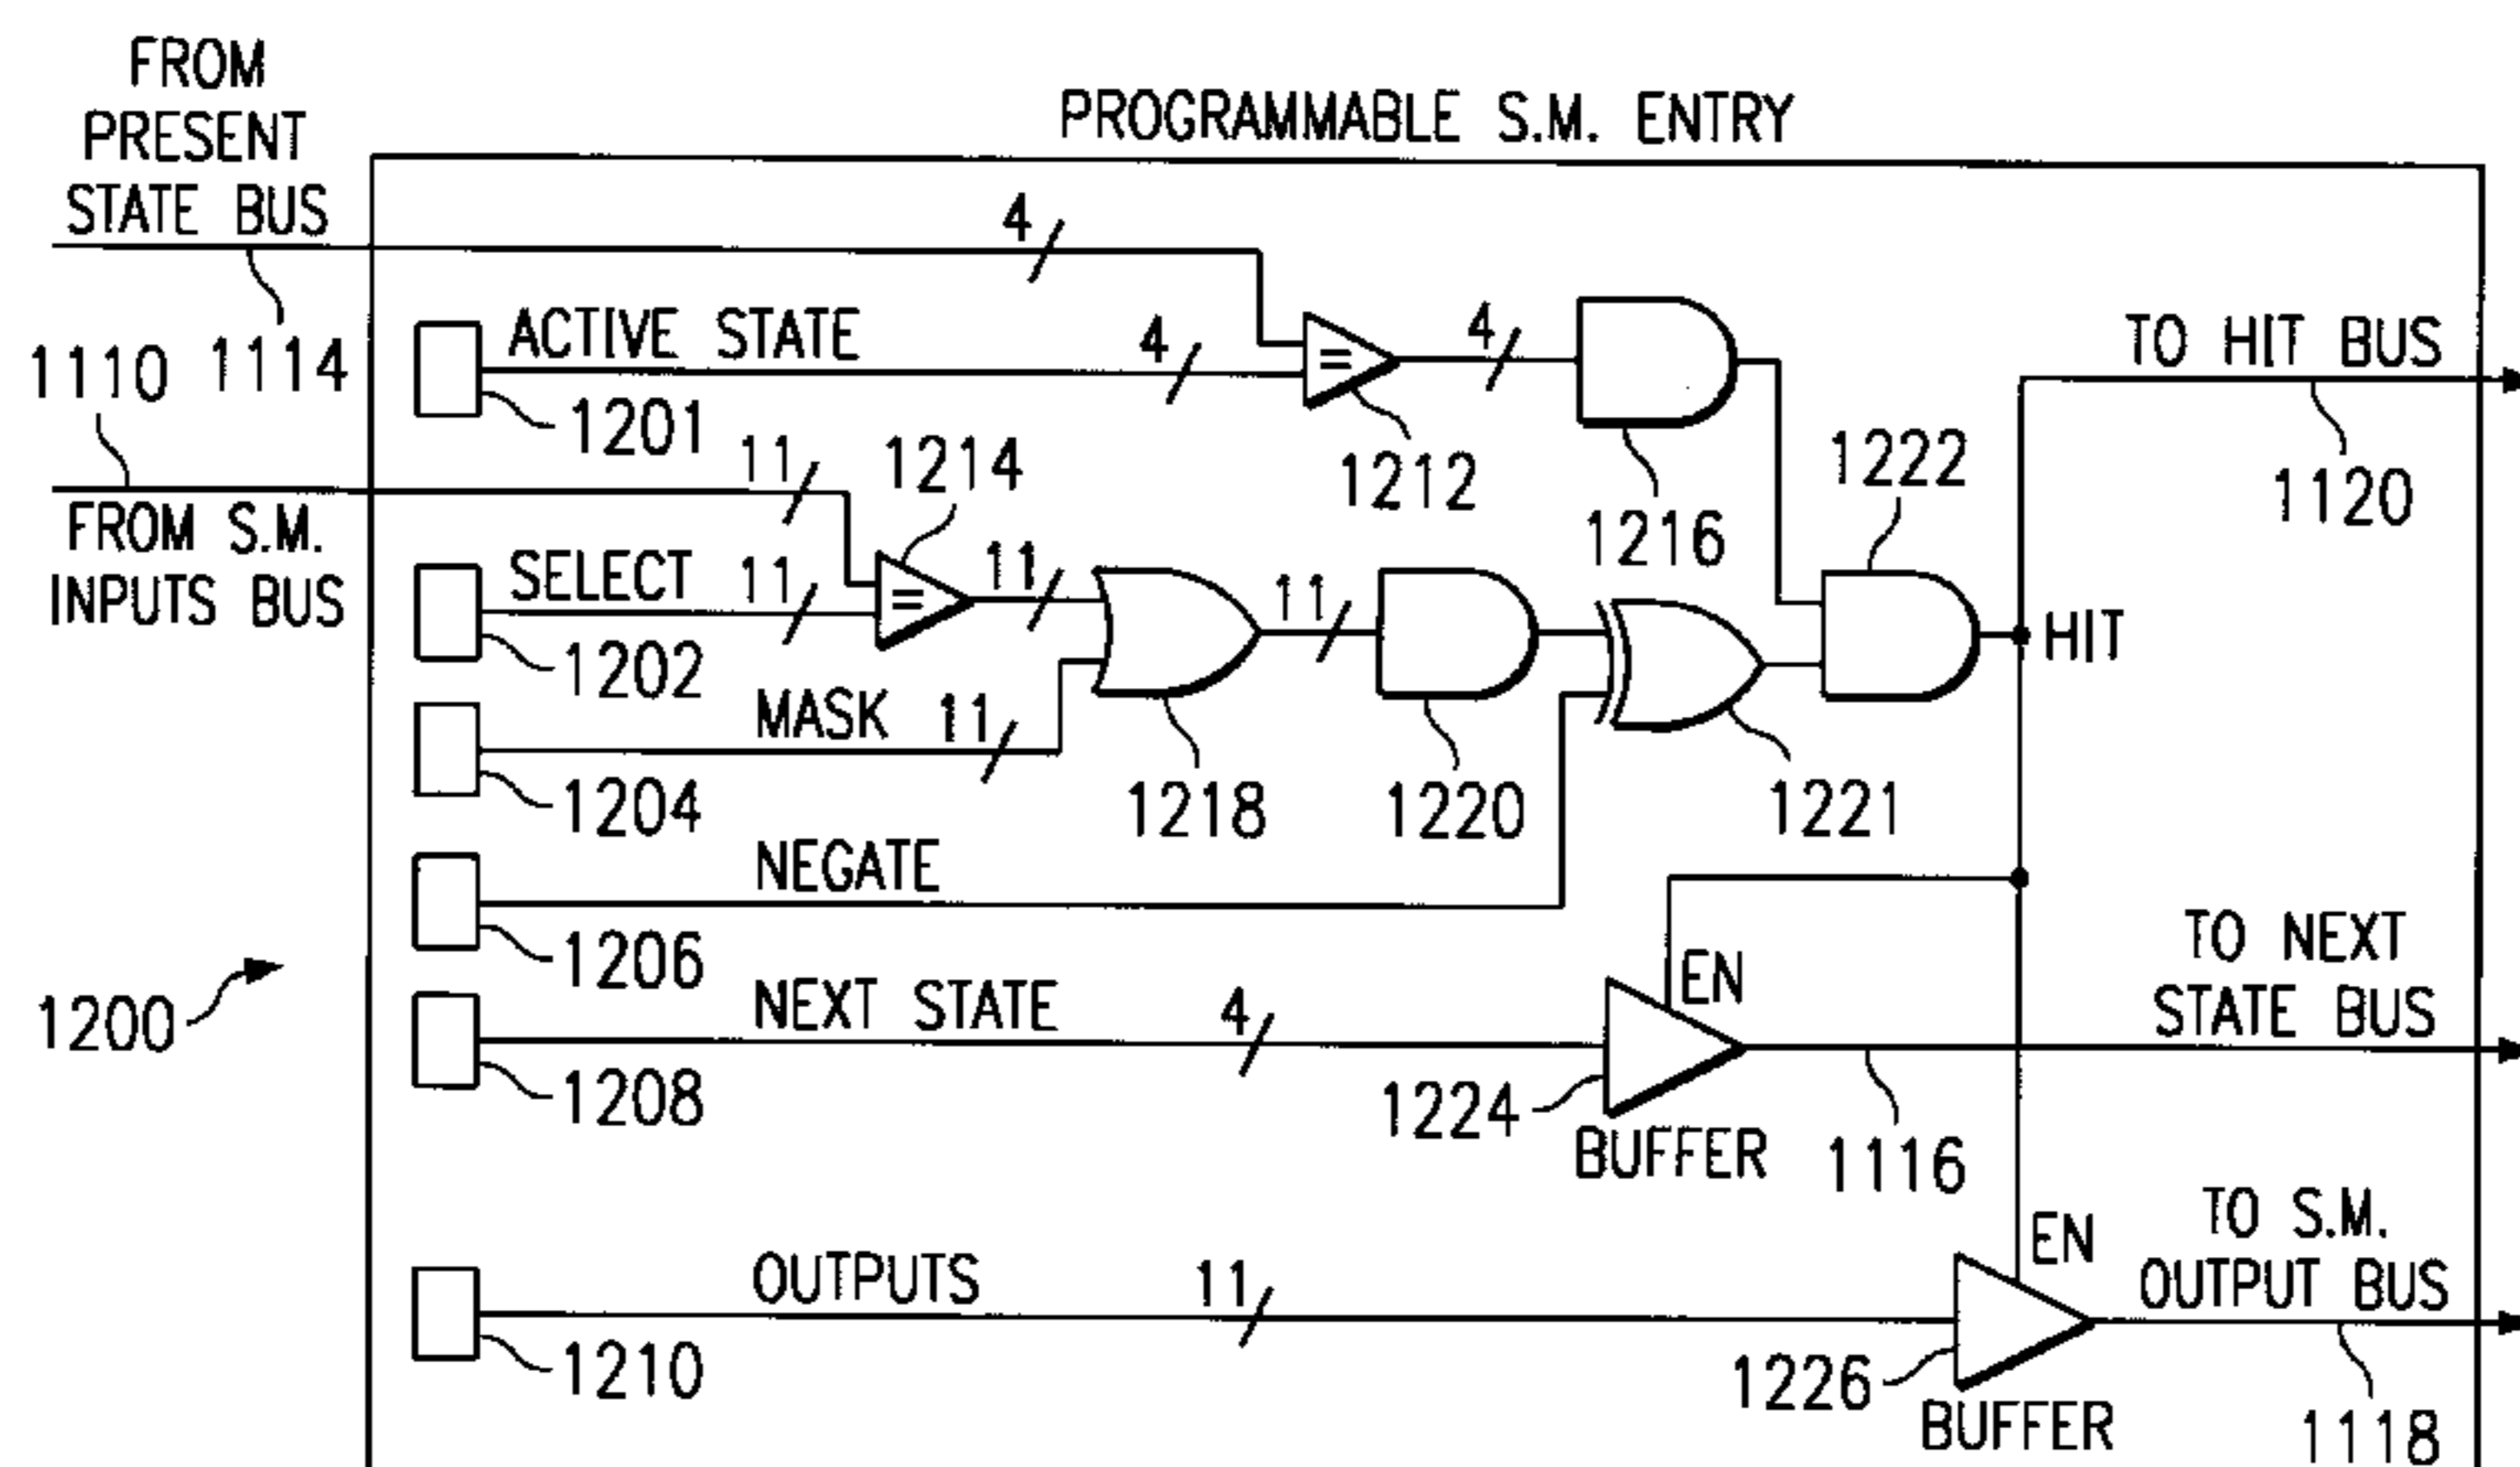 FROM
PRESENT
STATE BUS
PROGRAMMABLE S.M. ENTRY
4
1110
1114
ACTIVE STATE
4
=
4
TO HIT BUS
1201
1212
1216
1222
1120
FROM S.M.
INPUTS BUS
11
1214
SELECT
11
=
11
11
HIT
1202
MASK
11
1204
1218
1220
1221
NEGATE
1206
1200
NEXT STATE
4
EN
TO NEXT
STATE BUS
1208
1224
BUFFER
1116
OUTPUTS
11
EN
TO S.M.
OUTPUT BUS
1210
1226
BUFFER
1118